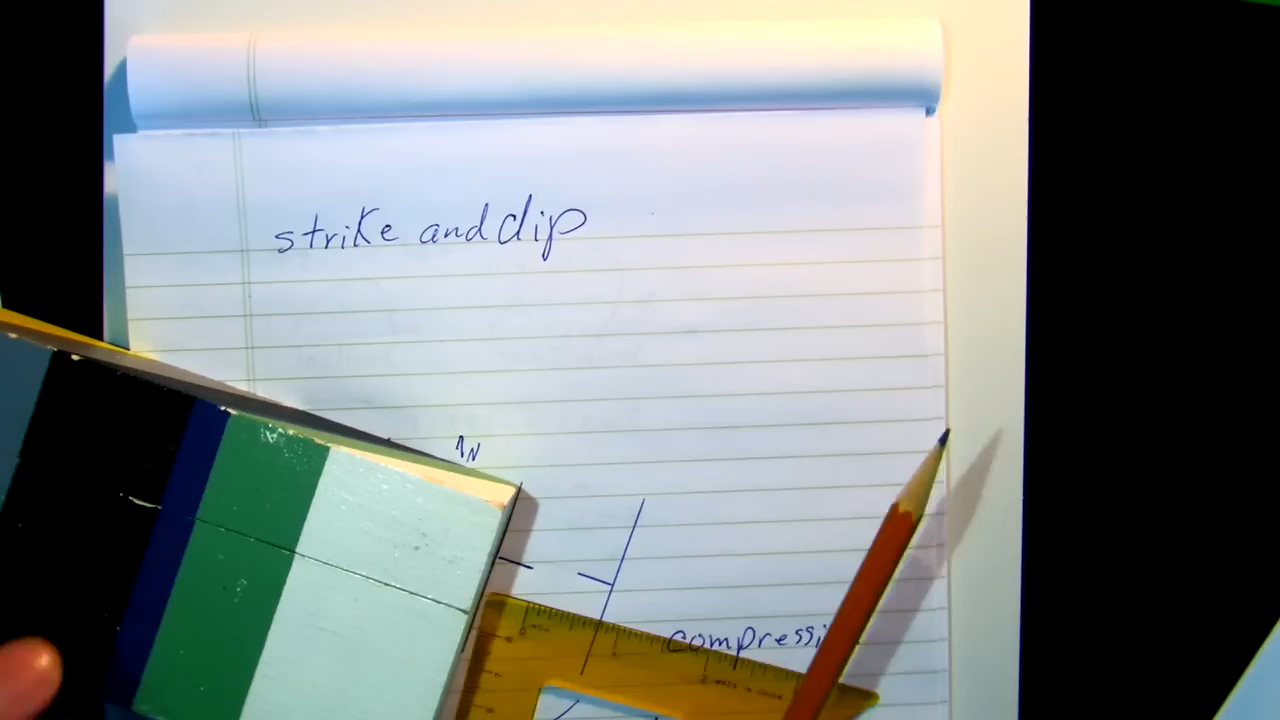 strike and dip
N
compressi